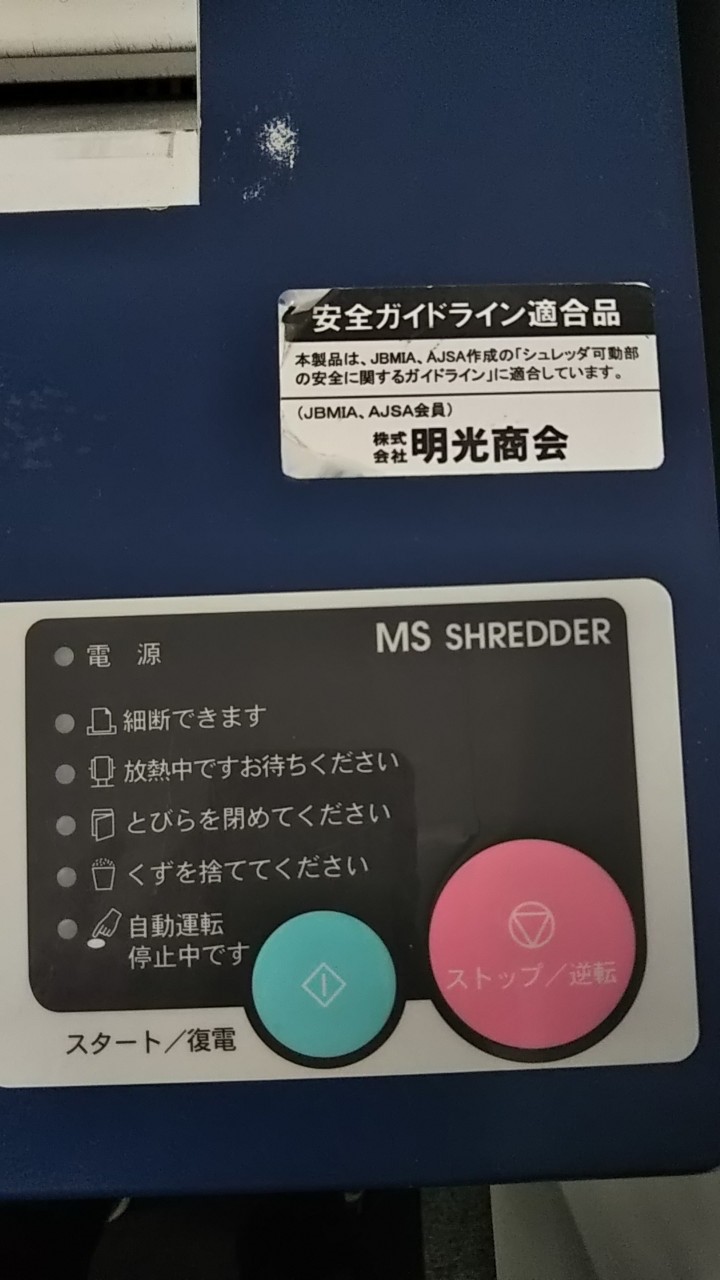 安全ガイドライン適合品
本製品は、JBMIA、AJSA作成の「シュレッダ可動部
の安全に関するガイドライン」に適合しています。
(JBMIA、AJSA会員)
株式会社 明光商会
MS SHREDDER
電 源
細断できます
放熱中ですお待ちください
とびらを閉めてください
くずを捨ててください
自動運転
停止中です
ストップ/逆転
スタート/復電